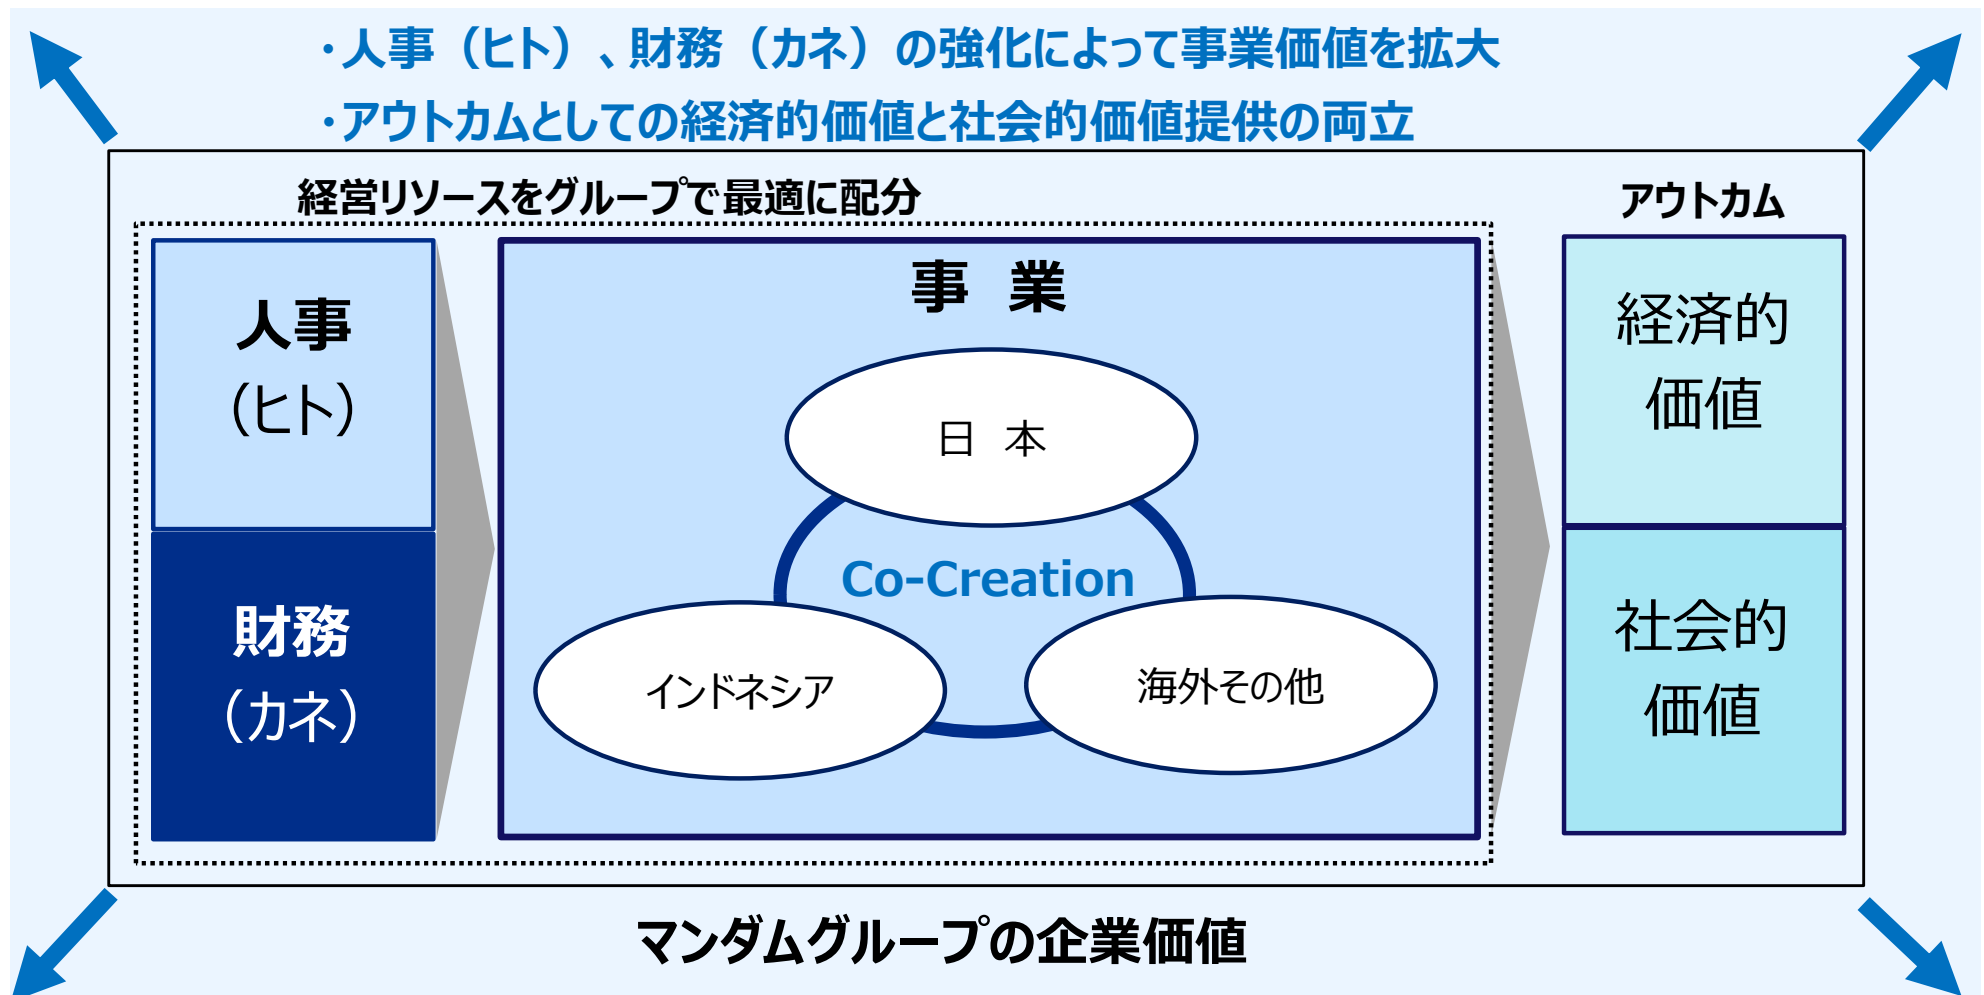 ・人事（ヒト）、財務（カネ）の強化によって事業価値を拡大
・アウトカムとしての経済的価値と社会的価値提供の両立
経営リソースをグループで最適に配分
アウトカム
人事
（ヒト）
財務
（カネ）
事　業
日　本
Co-Creation
インドネシア
海外その他
経済的
価値
社会的
価値
マンダムグループの企業価値